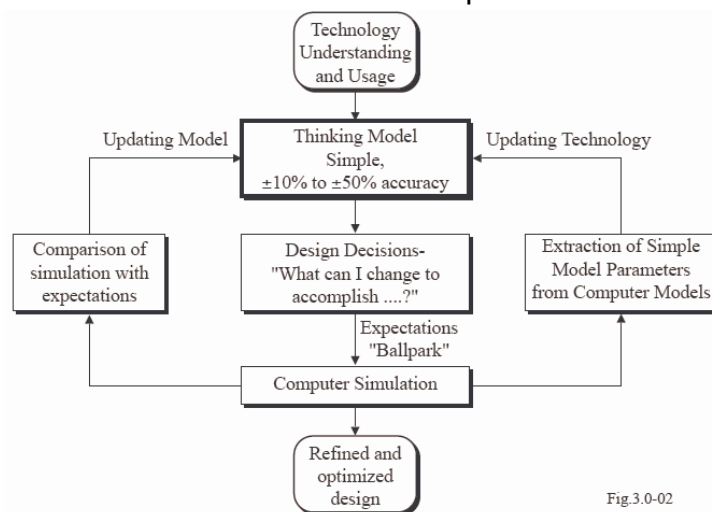 Technology
Understanding
and Usage
Updating Model
Thinking Model
Simple,
±10% to ±50% accuracy
Updating Technology
Comparison of
simulation with
expectations
Design Decisions-
"What can I change to
accomplish ....?"
Extraction of Simple
Model Parameters
from Computer Models
Expectations
"Ballpark"
Computer Simulation
Refined and
optimized
design
Fig.3.0-02